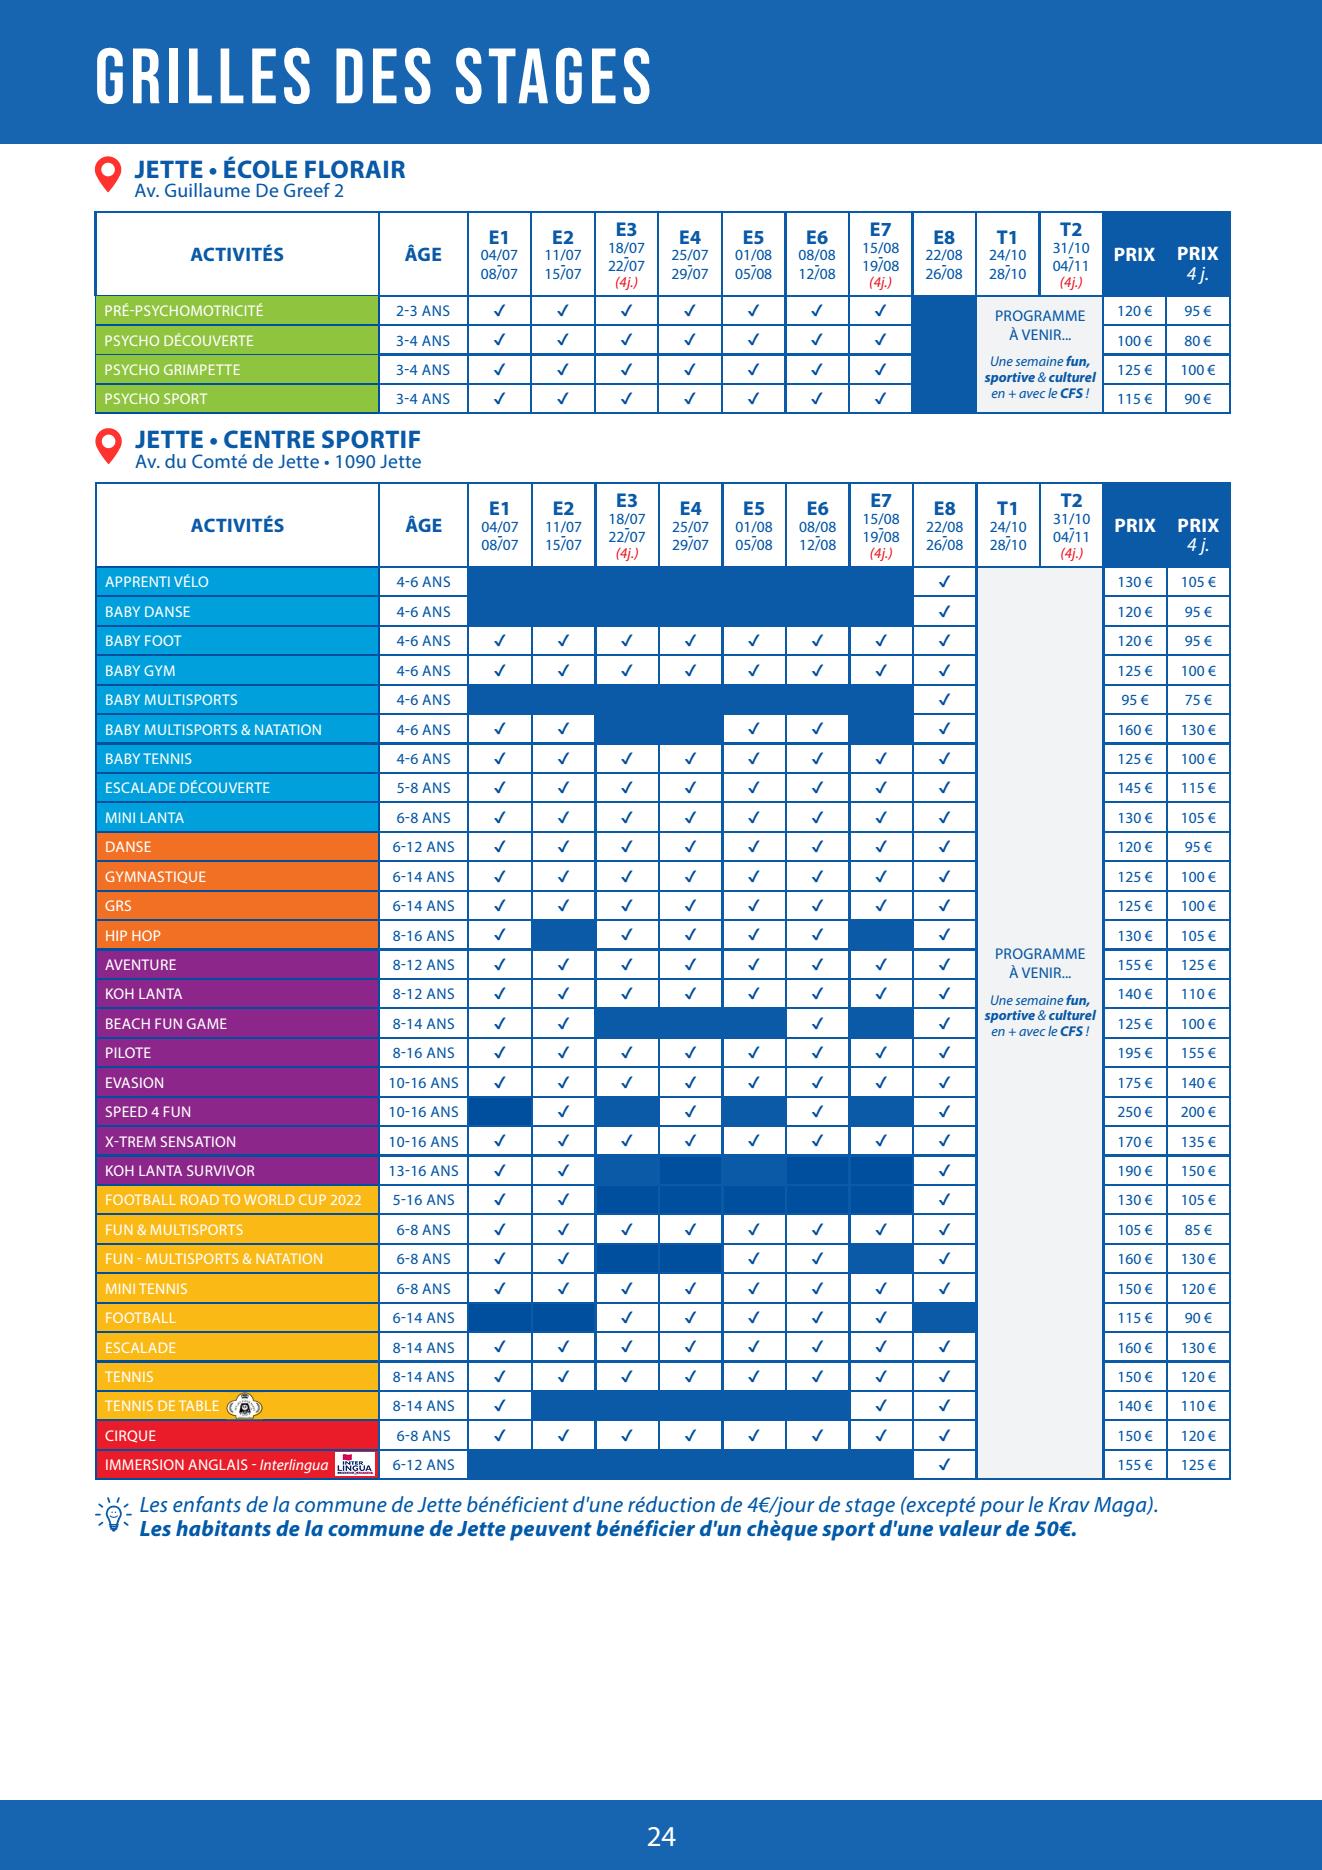 GRILLES DES STAGES
JETTE • ÉCOLE FLORAIR
Av. Guillaume De Greef 2
ACTIVITÉS ÂGE E1 04/07 - 08/07 E2 11/07 - 15/07 E3 18/07 - 22/07 (4j.) E4 25/07 - 29/07 E5 01/08 - 05/08 E6 08/08 - 12/08 E7 15/08 - 19/08 (4j.) E8 22/08 - 26/08 T1 24/10 - 28/10 T2 31/10 - 04/11 (4j.) PRIX PRIX 4 j.
PRÉ-PSYCHOMOTRICITÉ 2-3 ANS ✓ ✓ ✓ ✓ ✓ ✓ ✓ 120 € 95 €
PSYCHO DÉCOUVERTE 3-4 ANS ✓ ✓ ✓ ✓ ✓ ✓ ✓ 100 € 80 €
PSYCHO GRIMPETTE 3-4 ANS ✓ ✓ ✓ ✓ ✓ ✓ ✓ 125 € 100 €
PSYCHO SPORT 3-4 ANS ✓ ✓ ✓ ✓ ✓ ✓ ✓ 115 € 90 €
PROGRAMME
À VENIR...
Une semaine fun,
sportive & culturel
en + avec le CFS !
JETTE • CENTRE SPORTIF
Av. du Comté de Jette • 1090 Jette
ACTIVITÉS ÂGE E1 04/07 - 08/07 E2 11/07 - 15/07 E3 18/07 - 22/07 (4j.) E4 25/07 - 29/07 E5 01/08 - 05/08 E6 08/08 - 12/08 E7 15/08 - 19/08 (4j.) E8 22/08 - 26/08 T1 24/10 - 28/10 T2 31/10 - 04/11 (4j.) PRIX PRIX 4 j.
APPRENTI VÉLO 4-6 ANS ✓ 130 € 105 €
BABY DANSE 4-6 ANS ✓ 120 € 95 €
BABY FOOT 4-6 ANS ✓ ✓ ✓ ✓ ✓ ✓ ✓ ✓ 120 € 95 €
BABY GYM 4-6 ANS ✓ ✓ ✓ ✓ ✓ ✓ ✓ ✓ 125 € 100 €
BABY MULTISPORTS 4-6 ANS ✓ 95 € 75 €
BABY MULTISPORTS & NATATION 4-6 ANS ✓ ✓ ✓ ✓ ✓ 160 € 130 €
BABY TENNIS 4-6 ANS ✓ ✓ ✓ ✓ ✓ ✓ ✓ ✓ 125 € 100 €
ESCALADE DÉCOUVERTE 5-8 ANS ✓ ✓ ✓ ✓ ✓ ✓ ✓ ✓ 145 € 115 €
MINI LANTA 6-8 ANS ✓ ✓ ✓ ✓ ✓ ✓ ✓ ✓ 130 € 105 €
DANSE 6-12 ANS ✓ ✓ ✓ ✓ ✓ ✓ ✓ ✓ 120 € 95 €
GYMNASTIQUE 6-14 ANS ✓ ✓ ✓ ✓ ✓ ✓ ✓ ✓ 125 € 100 €
GRS 6-14 ANS ✓ ✓ ✓ ✓ ✓ ✓ ✓ ✓ 125 € 100 €
HIP HOP 8-16 ANS ✓ ✓ ✓ ✓ ✓ ✓ 130 € 105 €
AVENTURE 8-12 ANS ✓ ✓ ✓ ✓ ✓ ✓ ✓ ✓ 155 € 125 €
KOH LANTA 8-12 ANS ✓ ✓ ✓ ✓ ✓ ✓ ✓ ✓ 140 € 110 €
BEACH FUN GAME 8-14 ANS ✓ ✓ ✓ ✓ 125 € 100 €
PILOTE 8-16 ANS ✓ ✓ ✓ ✓ ✓ ✓ ✓ ✓ 195 € 155 €
EVASION 10-16 ANS ✓ ✓ ✓ ✓ ✓ ✓ ✓ ✓ 175 € 140 €
SPEED 4 FUN 10-16 ANS ✓ ✓ ✓ ✓ 250 € 200 €
X-TREM SENSATION 10-16 ANS ✓ ✓ ✓ ✓ ✓ ✓ ✓ ✓ 170 € 135 €
KOH LANTA SURVIVOR 13-16 ANS ✓ ✓ ✓ 190 € 150 €
FOOTBALL ROAD TO WORLD CUP 2022 5-16 ANS ✓ ✓ ✓ 130 € 105 €
FUN & MULTISPORTS 6-8 ANS ✓ ✓ ✓ ✓ ✓ ✓ ✓ ✓ 105 € 85 €
FUN - MULTISPORTS & NATATION 6-8 ANS ✓ ✓ ✓ ✓ ✓ 160 € 130 €
MINI TENNIS 6-8 ANS ✓ ✓ ✓ ✓ ✓ ✓ ✓ ✓ 150 € 120 €
FOOTBALL 6-14 ANS ✓ ✓ ✓ ✓ ✓ 115 € 90 €
ESCALADE 8-14 ANS ✓ ✓ ✓ ✓ ✓ ✓ ✓ ✓ 160 € 130 €
TENNIS 8-14 ANS ✓ ✓ ✓ ✓ ✓ ✓ ✓ ✓ 150 € 120 €
TENNIS DE TABLE 8-14 ANS ✓ ✓ ✓ 140 € 110 €
CIRQUE 6-8 ANS ✓ ✓ ✓ ✓ ✓ ✓ ✓ ✓ 150 € 120 €
IMMERSION ANGLAIS - Interlingua INTER LINGUA 6-12 ANS ✓ 155 € 125 €
PROGRAMME
À VENIR...
Une semaine fun,
sportive & culturel
en + avec le CFS !
Les enfants de la commune de Jette bénéficient d'une réduction de 4€/jour de stage (excepté pour le Krav Maga).
Les habitants de la commune de Jette peuvent bénéficier d'un chèque sport d'une valeur de 50€.
24